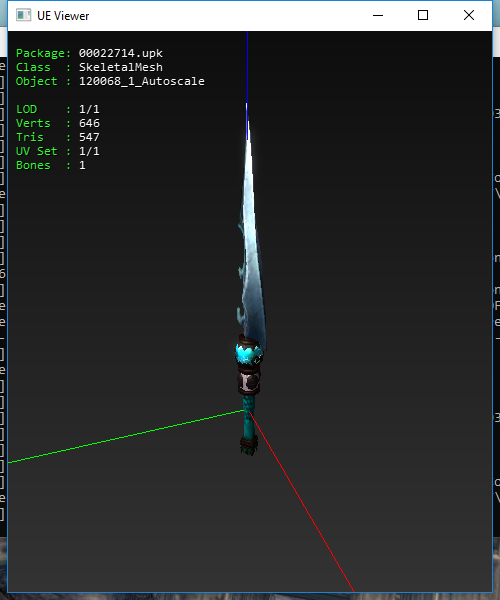 UE Viewer
Package: 00022714.upk
Class : SkeletalMesh
Object : 120068_1_Autoscale
LOD : 1/1
Verts : 646
Tris : 547
UV Set : 1/1
Bones : 1